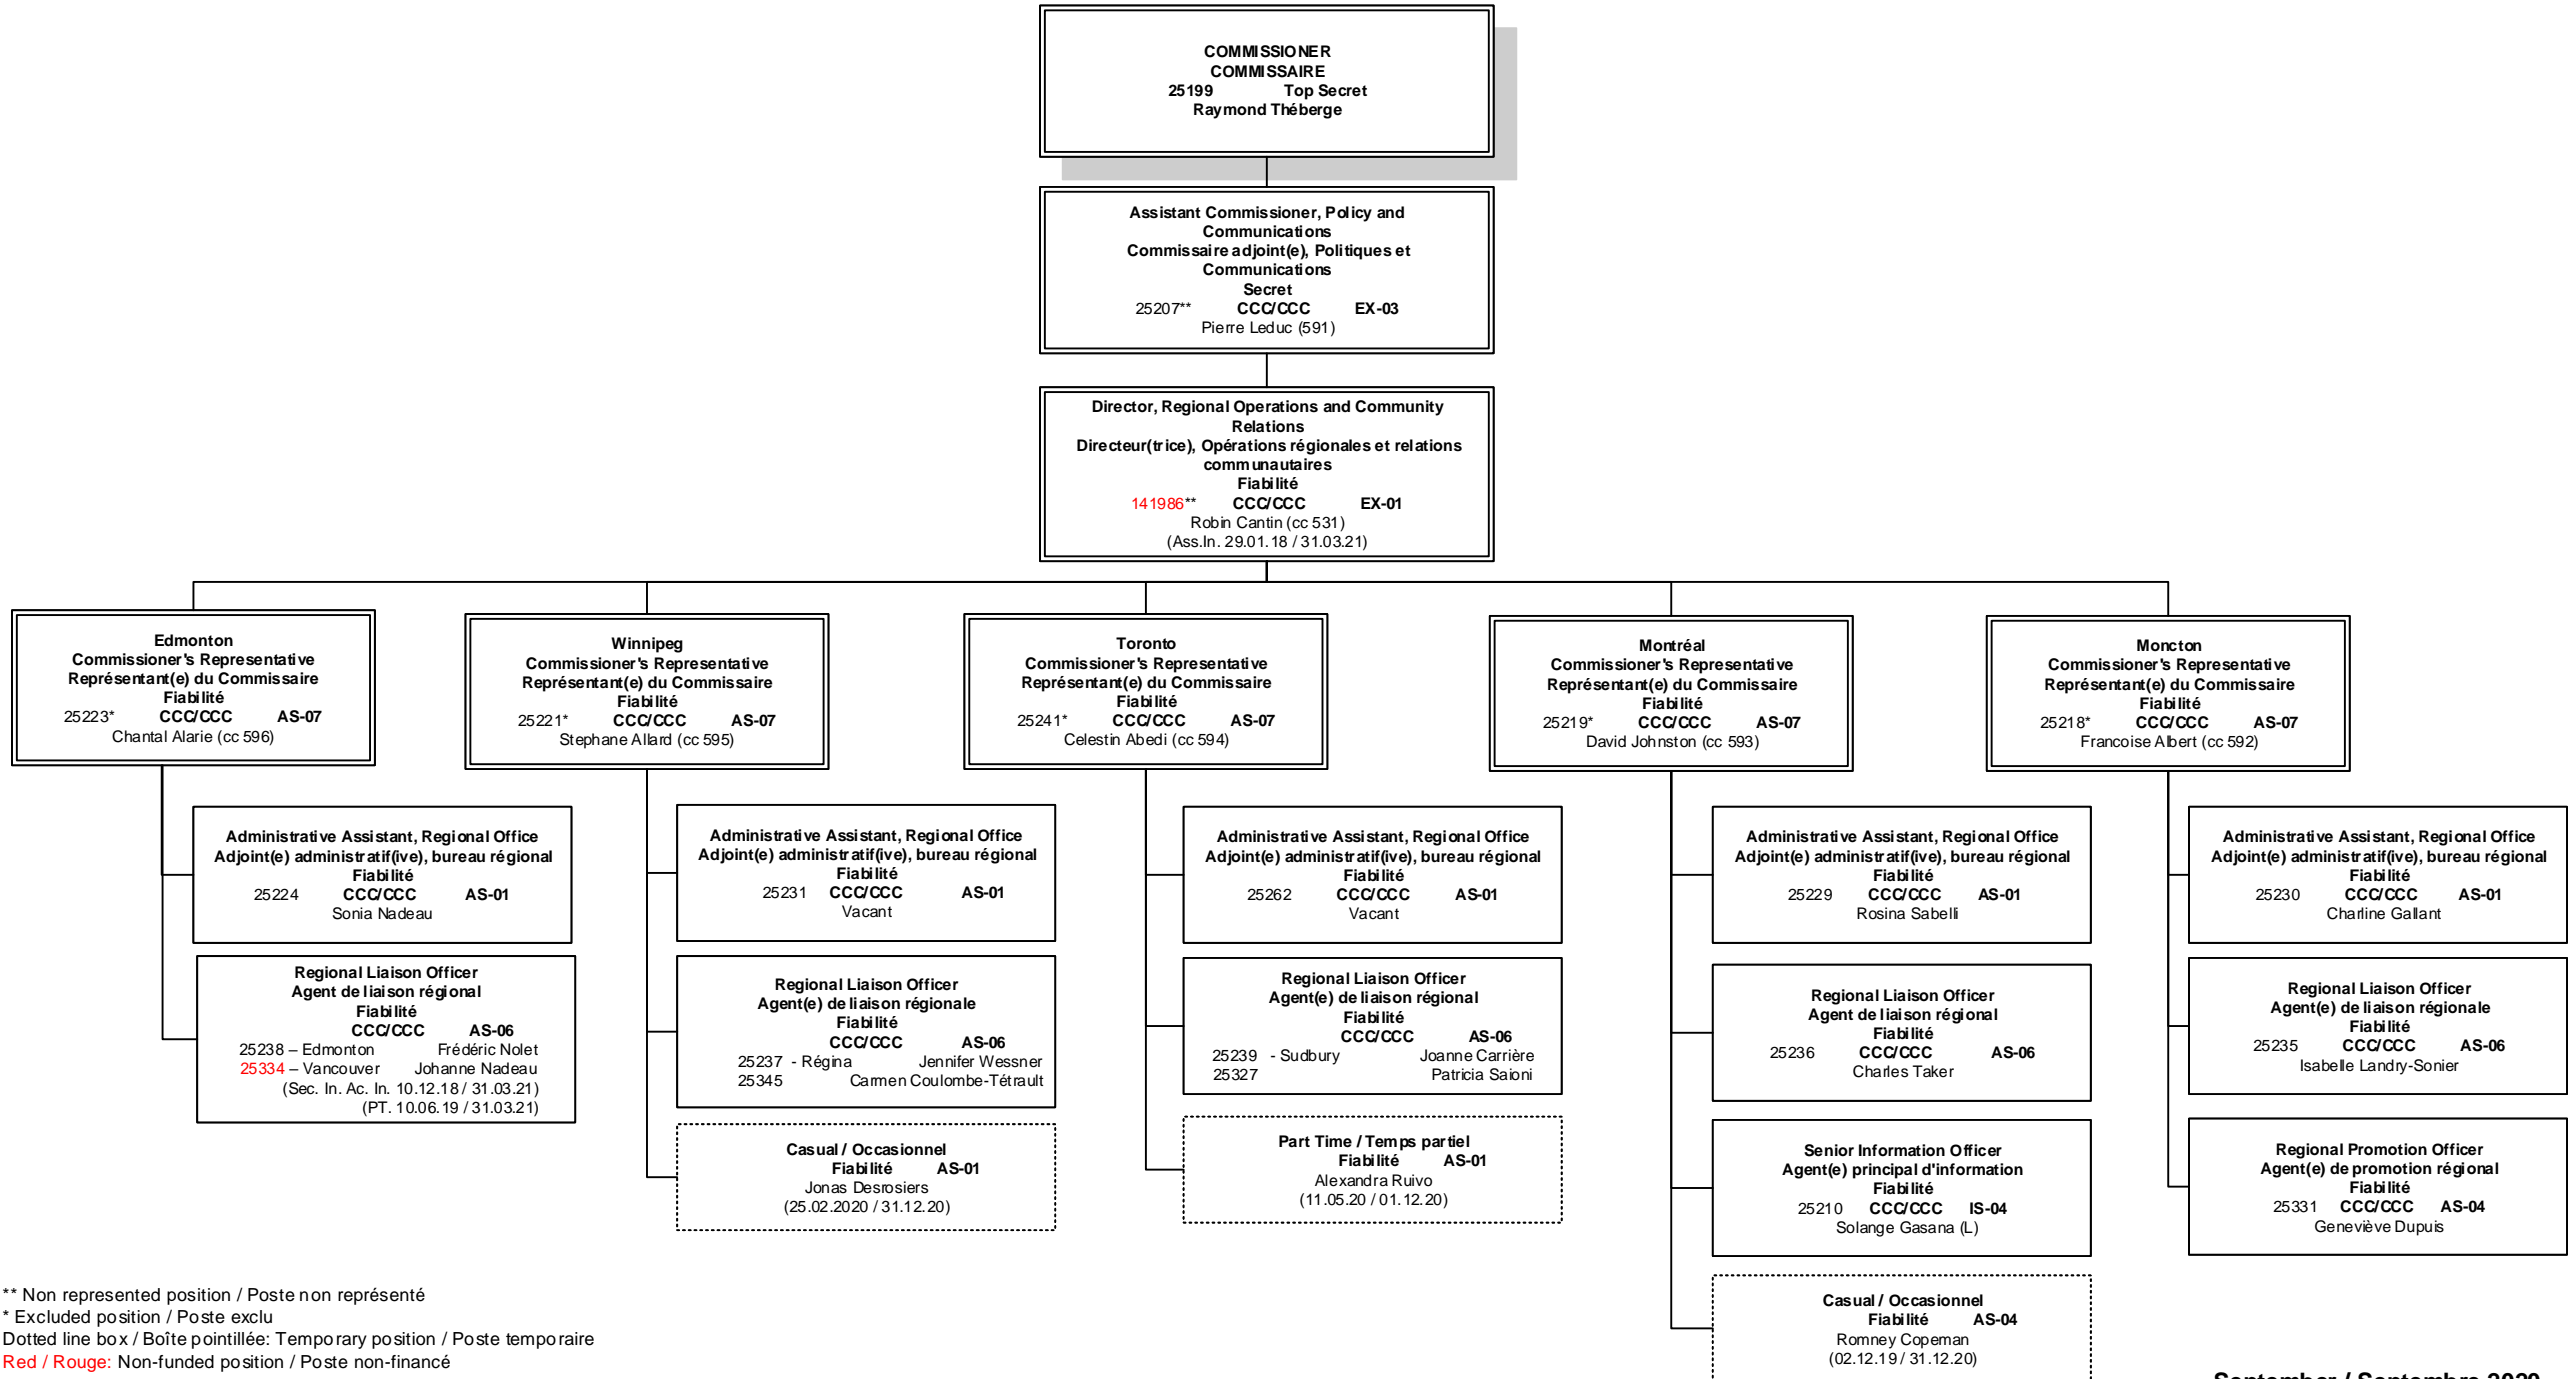 COMMISSIONER
COMMISSAIRE
25199 Top Secret
Raymond Théberge
Assistant Commissioner, Policy and
Communications
Commissaire adjoint(e), Politiques et
Communications
Secret
25207** CCC/CCC EX-03
Pierre Leduc (591)
Director, Regional Operations and Community
Relations
Directeur(trice), Opérations régionales et relations
communautaires
Fiabilité
141986** CCC/CCC EX-01
Robin Cantin (cc 531)
(Ass.In. 29.01.18 / 31.03.21)
Edmonton
Commissioner's Representative
Représentant(e) du Commissaire
Fiabilité
25223* CCC/CCC AS-07
Chantal Alarie (cc 596)
Administrative Assistant, Regional Office
Adjoint(e) administratif(ive), bureau régional
Fiabilité
25224 CCC/CCC AS-01
Sonia Nadeau
Regional Liaison Officer
Agent de liaison régional
Fiabilité
CCC/CCC AS-06
25238 – Edmonton Frédéric Nolet
25334 – Vancouver Johanne Nadeau
(Sec. In. Ac. In. 10.12.18 / 31.03.21)
(PT. 10.06.19 / 31.03.21)
Winnipeg
Commissioner's Representative
Représentant(e) du Commissaire
Fiabilité
25221* CCC/CCC AS-07
Stephane Allard (cc 595)
Administrative Assistant, Regional Office
Adjoint(e) administratif(ive), bureau régional
Fiabilité
25231 CCC/CCC AS-01
Vacant
Regional Liaison Officer
Agent(e) de liaison régionale
Fiabilité
CCC/CCC AS-06
25237 - Régina Jennifer Wessner
25345 Carmen Coulombe-Tétrault
Casual / Occasionnel
Fiabilité AS-01
Jonas Desrosiers
(25.02.2020 / 31.12.20)
Toronto
Commissioner's Representative
Représentant(e) du Commissaire
Fiabilité
25241* CCC/CCC AS-07
Celestin Abedi (cc 594)
Administrative Assistant, Regional Office
Adjoint(e) administratif(ive), bureau régional
Fiabilité
25262 CCC/CCC AS-01
Vacant
Regional Liaison Officer
Agent(e) de liaison régional
Fiabilité
CCC/CCC AS-06
25239 - Sudbury Joanne Carrière
25327 Patricia Saioni
Part Time / Temps partiel
Fiabilité AS-01
Alexandra Ruivo
(11.05.20 / 01.12.20)
Montréal
Commissioner's Representative
Représentant(e) du Commissaire
Fiabilité
25219* CCC/CCC AS-07
David Johnston (cc 593)
Administrative Assistant, Regional Office
Adjoint(e) administratif(ive), bureau régional
Fiabilité
25229 CCC/CCC AS-01
Rosina Sabelli
Regional Liaison Officer
Agent de liaison régional
Fiabilité
25236 CCC/CCC AS-06
Charles Taker
Senior Information Officer
Agent(e) principal d'information
Fiabilité
25210 CCC/CCC IS-04
Solange Gasana (L)
Casual / Occasionnel
Fiabilité AS-04
Romney Copeman
(02.12.19 / 31.12.20)
Moncton
Commissioner's Representative
Représentant(e) du Commissaire
Fiabilité
25218* CCC/CCC AS-07
Francoise Albert (cc 592)
Administrative Assistant, Regional Office
Adjoint(e) administratif(ive), bureau régional
Fiabilité
25230 CCC/CCC AS-01
Charline Gallant
Regional Liaison Officer
Agent(e) de liaison régionale
Fiabilité
25235 CCC/CCC AS-06
Isabelle Landry-Sonier
Regional Promotion Officer
Agent(e) de promotion régional
Fiabilité
25331 CCC/CCC AS-04
Geneviève Dupuis
** Non represented position / Poste non représenté
* Excluded position / Poste exclu
Dotted line box / Boîte pointillée: Temporary position / Poste temporaire
Red / Rouge: Non-funded position / Poste non-financé
September / Septembre